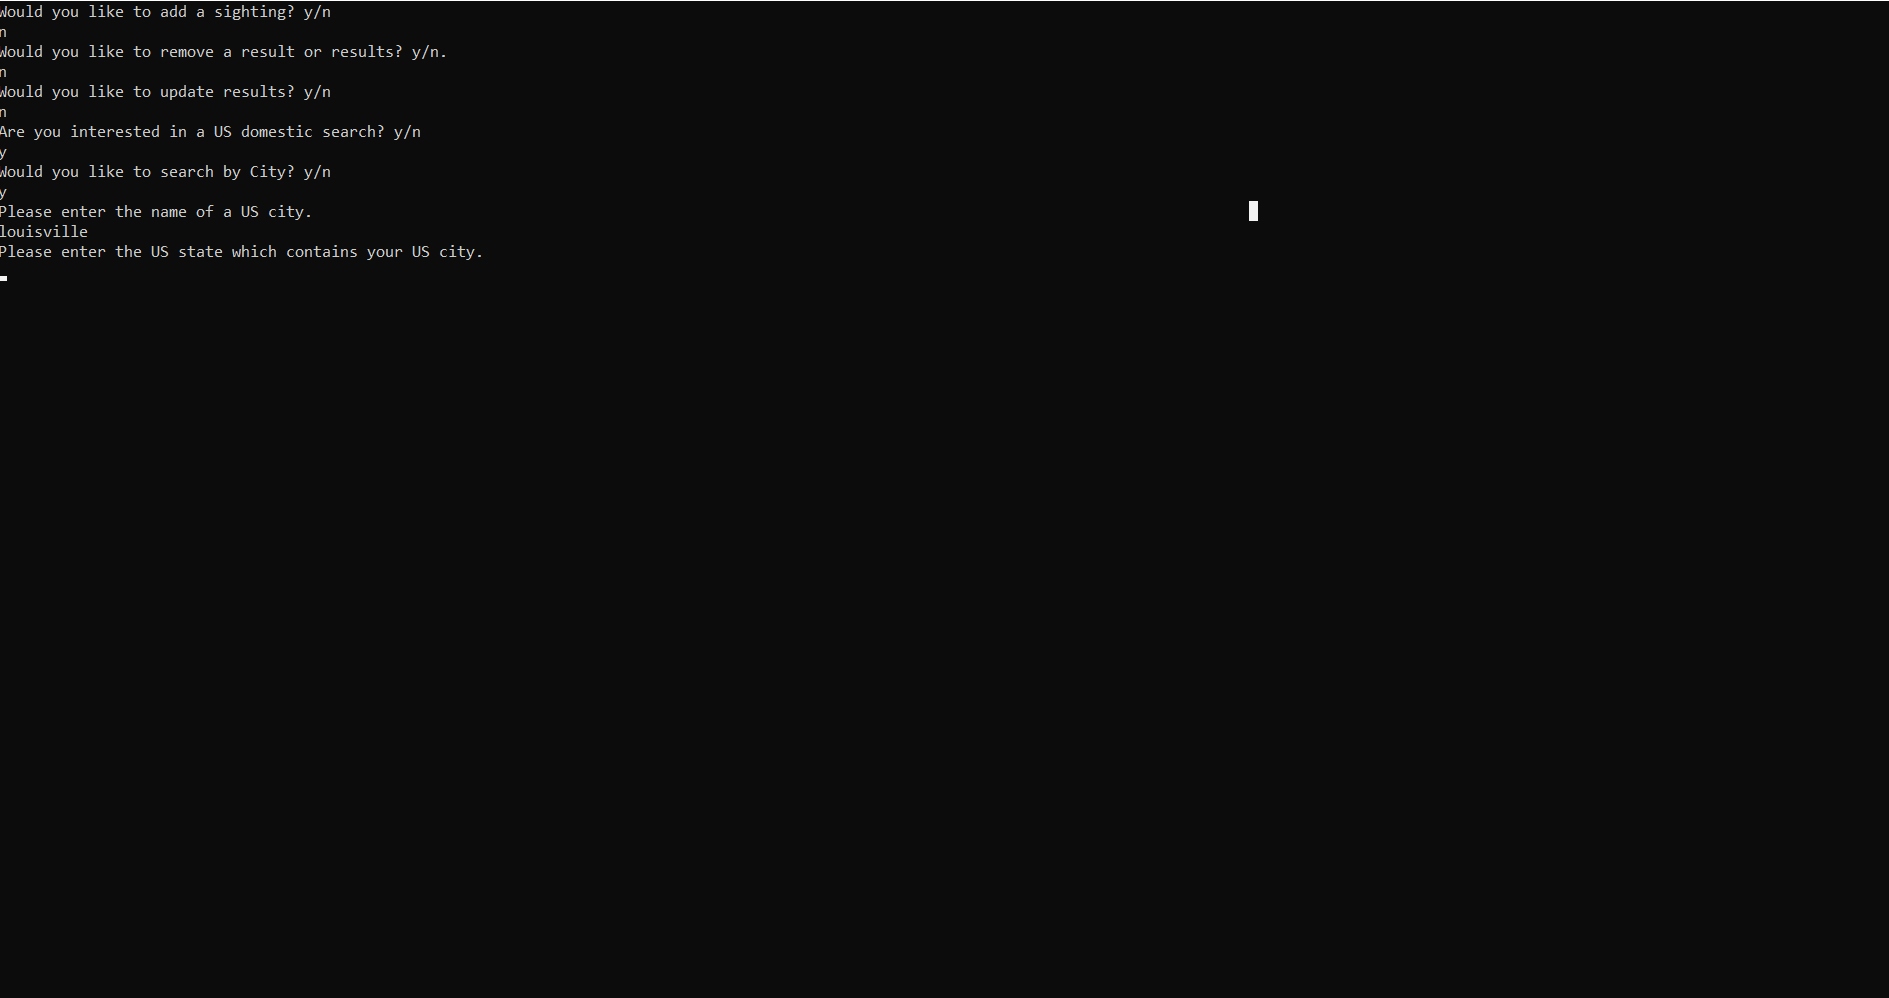 Would you like to add a sighting? y/n
n
Would you like to remove a result or results? y/n.
n
Would you like to update results? y/n
n
Are you interested in a US domestic search? y/n
y
Would you like to search by City? y/n
y
Please enter the name of a US city.
louisville
Please enter the US state which contains your US city.